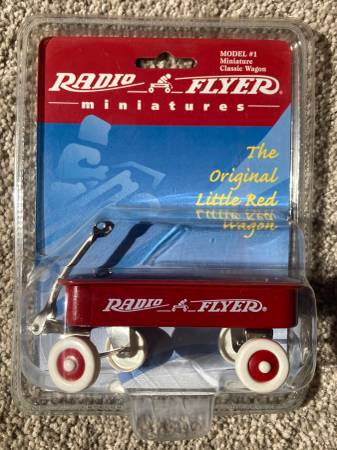 MODEL #1
Miniature
Classic Wagon
RADIO FLYER®
miniatures
The
Original
Little Red
Wagon
RADIO FLYER®